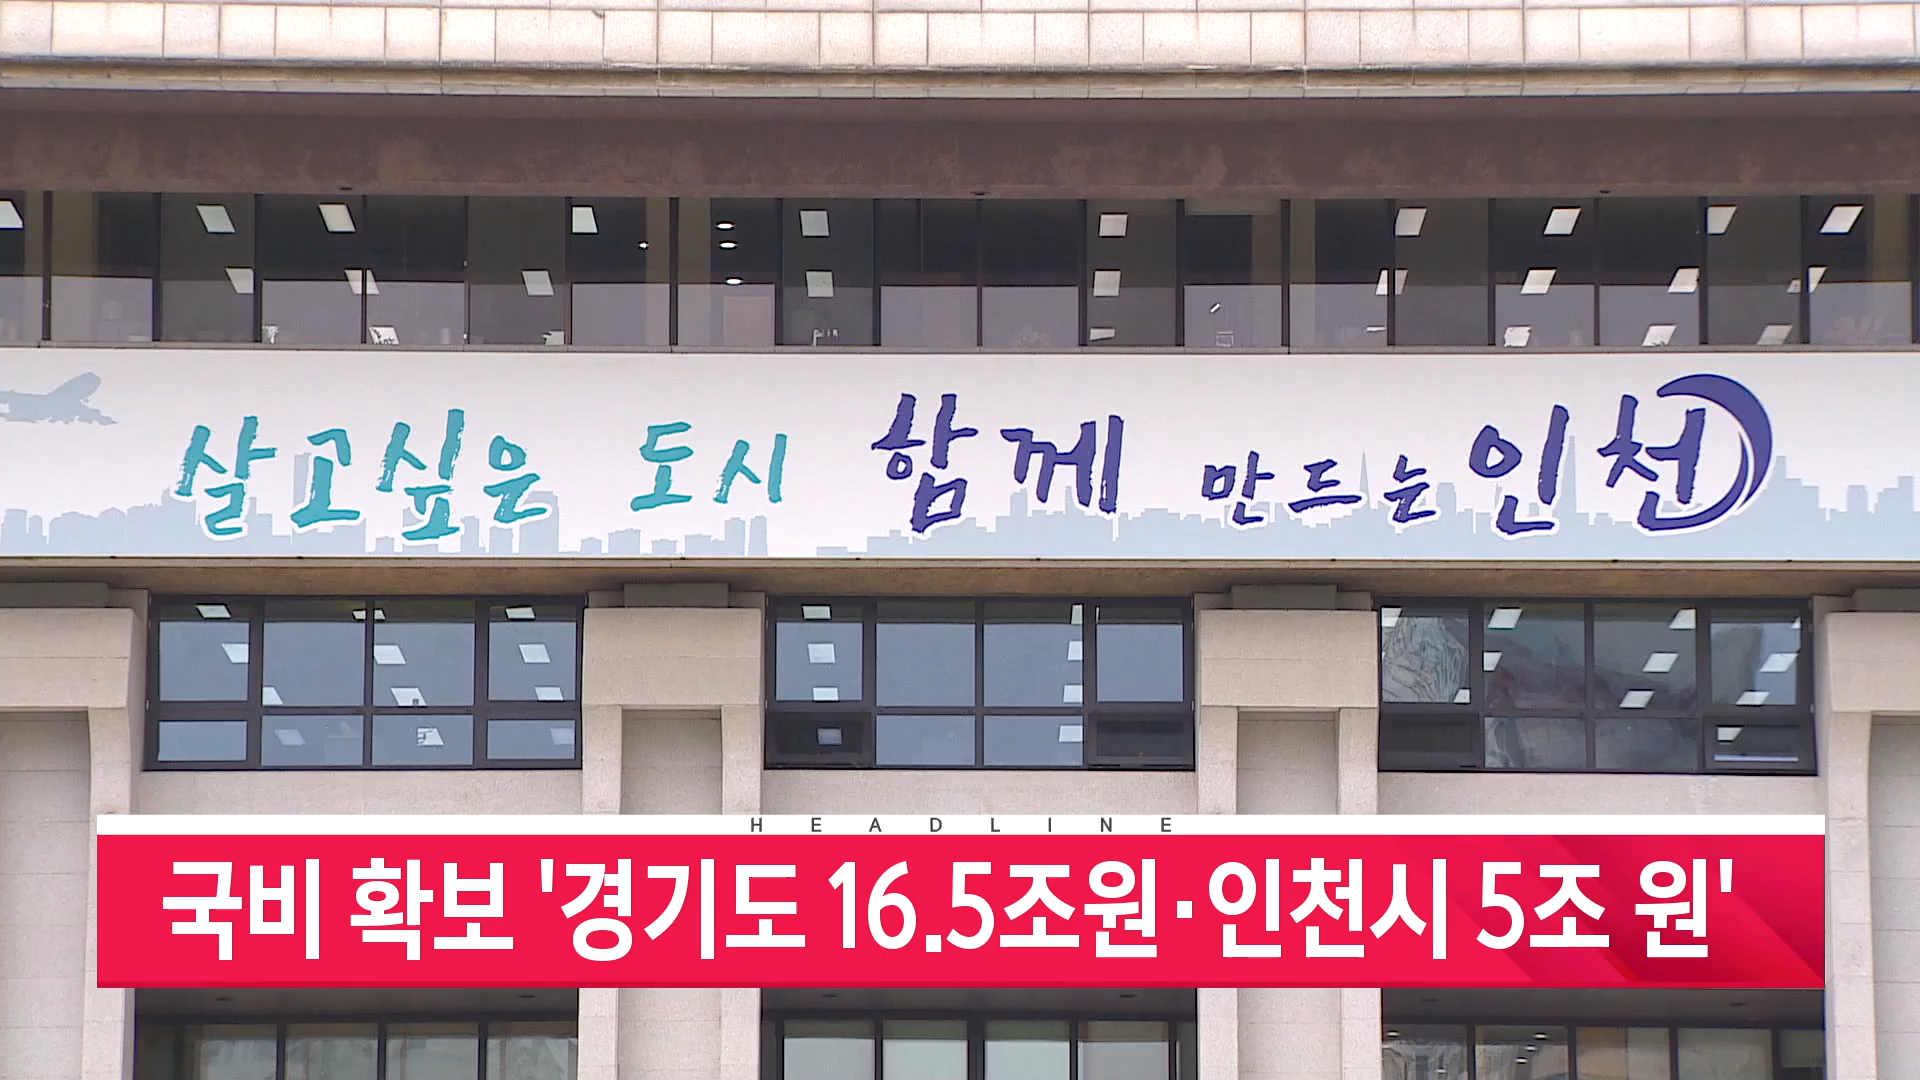 살고싶은 도시 함께 만드는 인천
HEADLINE
국비 확보 '경기도 16.5조원·인천시 5조 원'